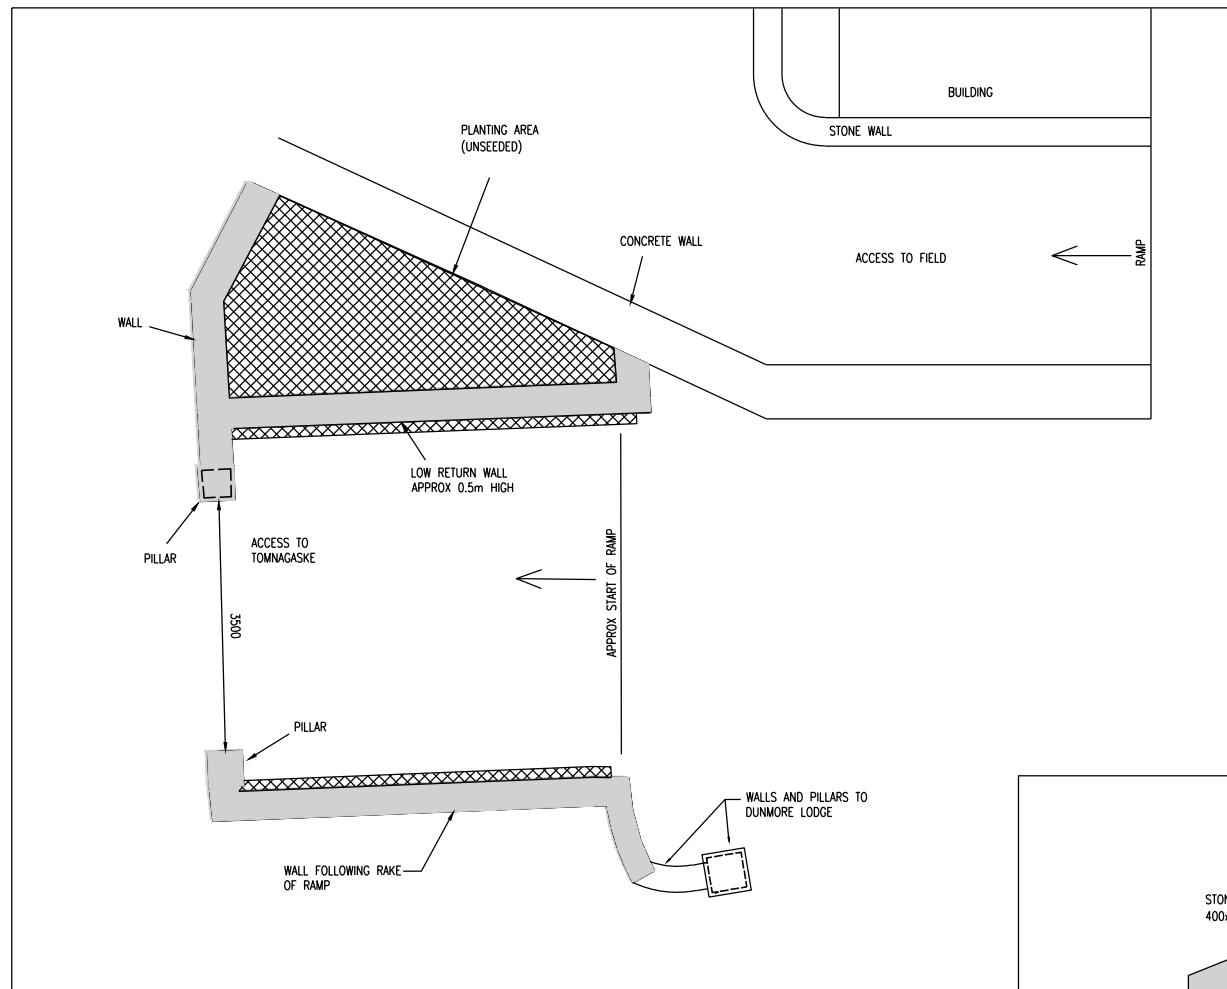 BUILDING
STONE WALL
PLANTING AREA
(UNSEEDED)
CONCRETE WALL
ACCESS TO FIELD
RAMP
WALL
LOW RETURN WALL
APPROX 0.5m HIGH
PILLAR
ACCESS TO
TOMNAGASKE
APPROX START OF RAMP
3500
PILLAR
WALLS AND PILLARS TO
DUNMORE LODGE
WALL FOLLOWING RAKE
OF RAMP